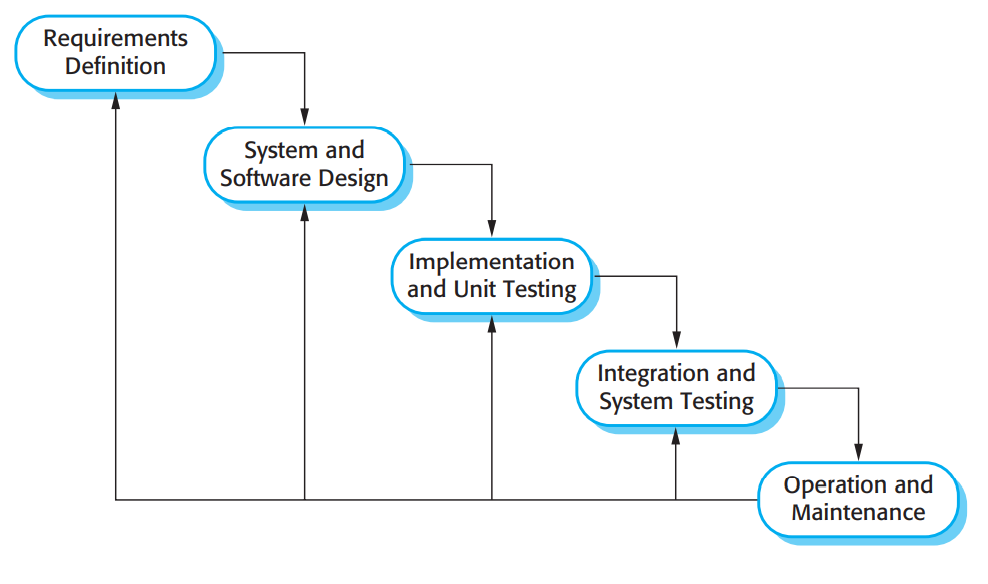 Requirements
Definition
System and
Software Design
Implementation
and Unit Testing
Integration and
System Testing
Operation and
Maintenance